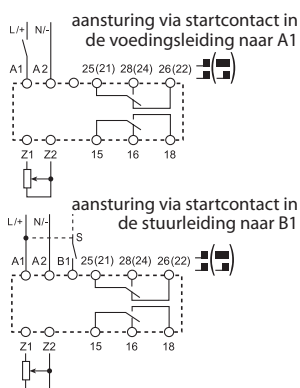 aansturing via startcontact in
de voedingsleiding naar A1
L/+ N/-
A1 A2 25(21) 28(24) 26(22)
Z1 Z2 15 16 18
aansturing via startcontact in
de stuurleiding naar B1
L/+ N/-
S
A1 A2 B1 25(21) 28(24) 26(22)
Z1 Z2 15 16 18